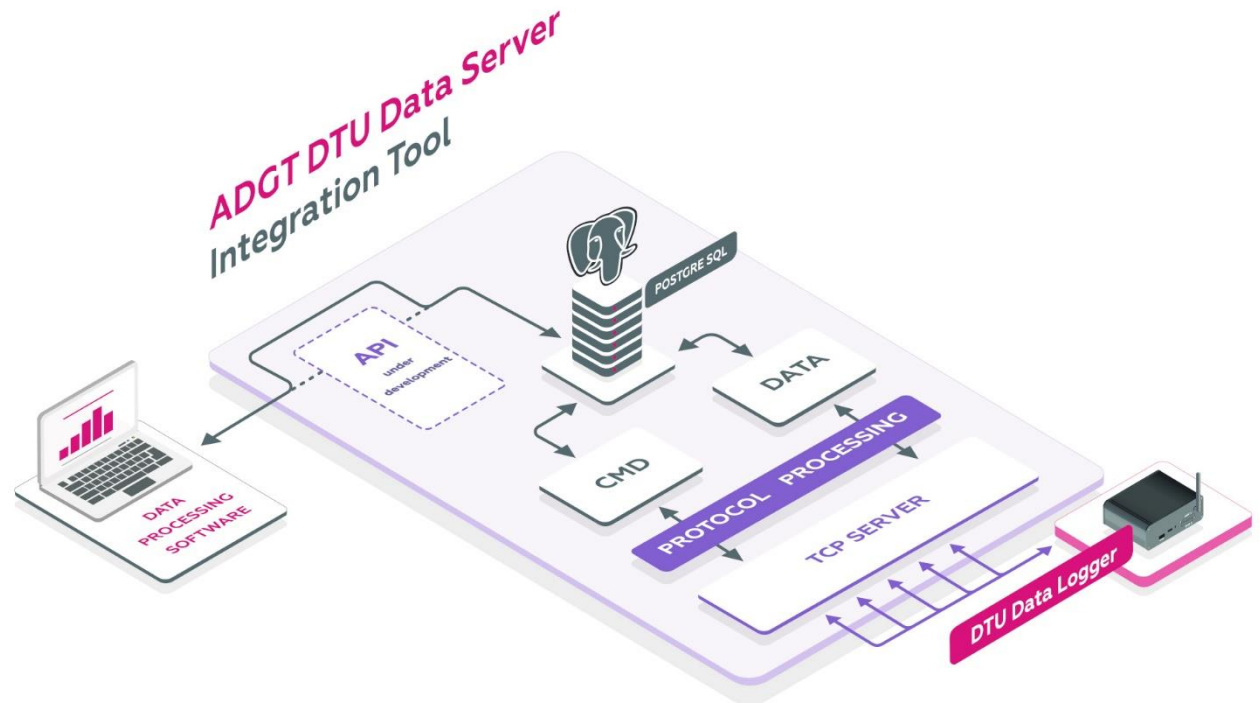 ADGT DTU Data Server
Integration Tool
POSTGRE SQL
API
under
development
DATA
CMD
PROTOCOL PROCESSING
TCP SERVER
DATA
PROCESSING
SOFTWARE
DTU Data Logger